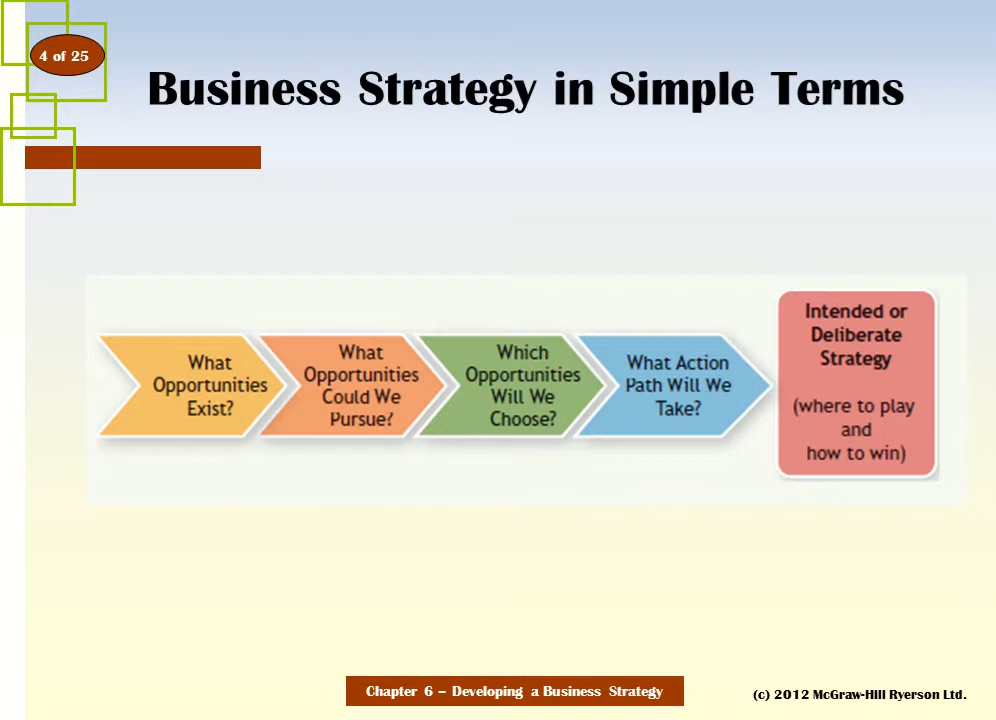 4 of 25
Business Strategy in Simple Terms
What
Opportunities
Exist?
What
Opportunities
Could We
Pursue?
Which
Opportunities
Will We
Choose?
What Action
Path Will We
Take?
Intended or
Deliberate
Strategy
(where to play
and
how to win)
Chapter 6 – Developing a Business Strategy
(c) 2012 McGraw-Hill Ryerson Ltd.